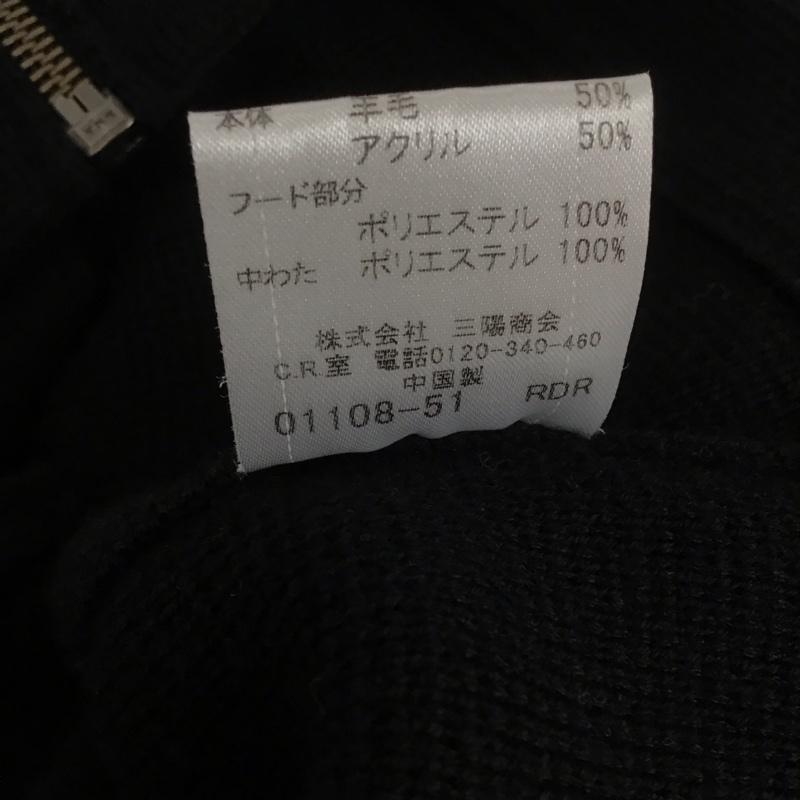 本体 羊毛 50%
アクリル 50%
フード部分
ポリエステル 100%
中わた ポリエステル 100%
株式会社 三陽商会
C.R.室 電話0120-340-460
中国製
01108-51 RDR